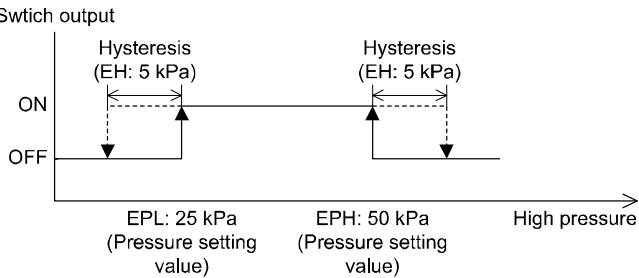 Swtich output
Hysteresis
(EH: 5 kPa)
Hysteresis
(EH: 5 kPa)
ON
OFF
EPL: 25 kPa
(Pressure setting
value)
EPH: 50 kPa
(Pressure setting
value)
High pressure